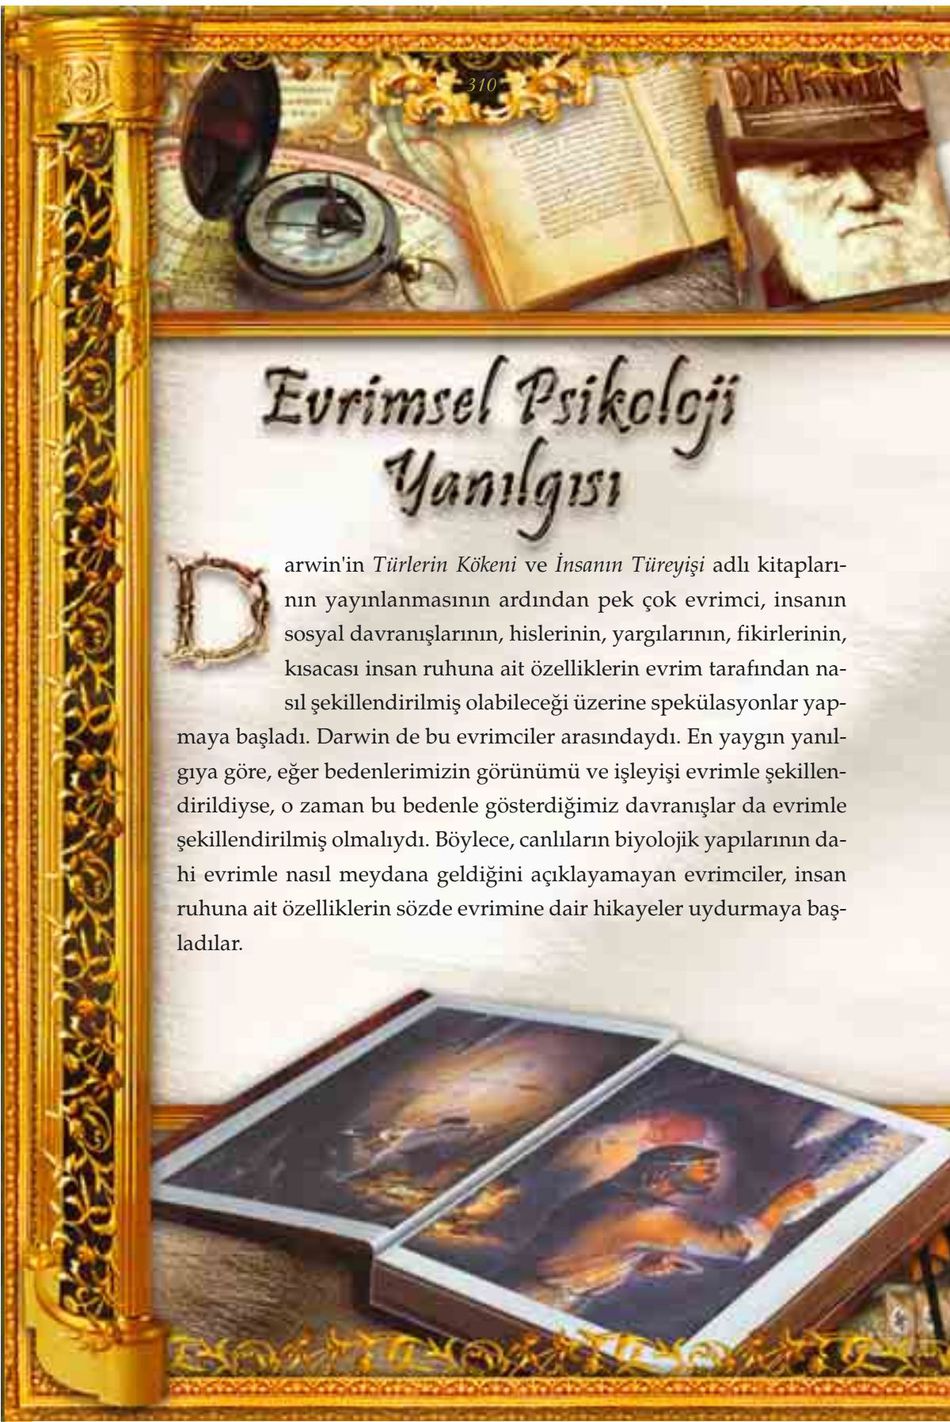 310
DARWIN
Evrimsel Psikoloji
Yanılgısı
Darwin'in Türlerin Kökeni ve İnsanın Türeyişi adlı kitapları-
nın yayınlanmasının ardından pek çok evrimci, insanın
sosyal davranışlarının, hislerinin, yargılarının, fikirlerinin,
kısacası insan ruhuna ait özelliklerin evrim tarafından na-
sıl şekillendirilmiş olabileceği üzerine spekülasyonlar yap-
maya başladı. Darwin de bu evrimciler arasındaydı. En yaygın yanıl-
gıya göre, eğer bedenlerimizin görünümü ve işleyişi evrimle şekillen-
dirildiyse, o zaman bu bedenle gösterdiğimiz davranışlar da evrimle
şekillendirilmiş olmalıydı. Böylece, canlıların biyolojik yapılarının da-
hi evrimle nasıl meydana geldiğini açıklayamayan evrimciler, insan
ruhuna ait özelliklerin sözde evrimine dair hikayeler uydurmaya baş-
ladılar.